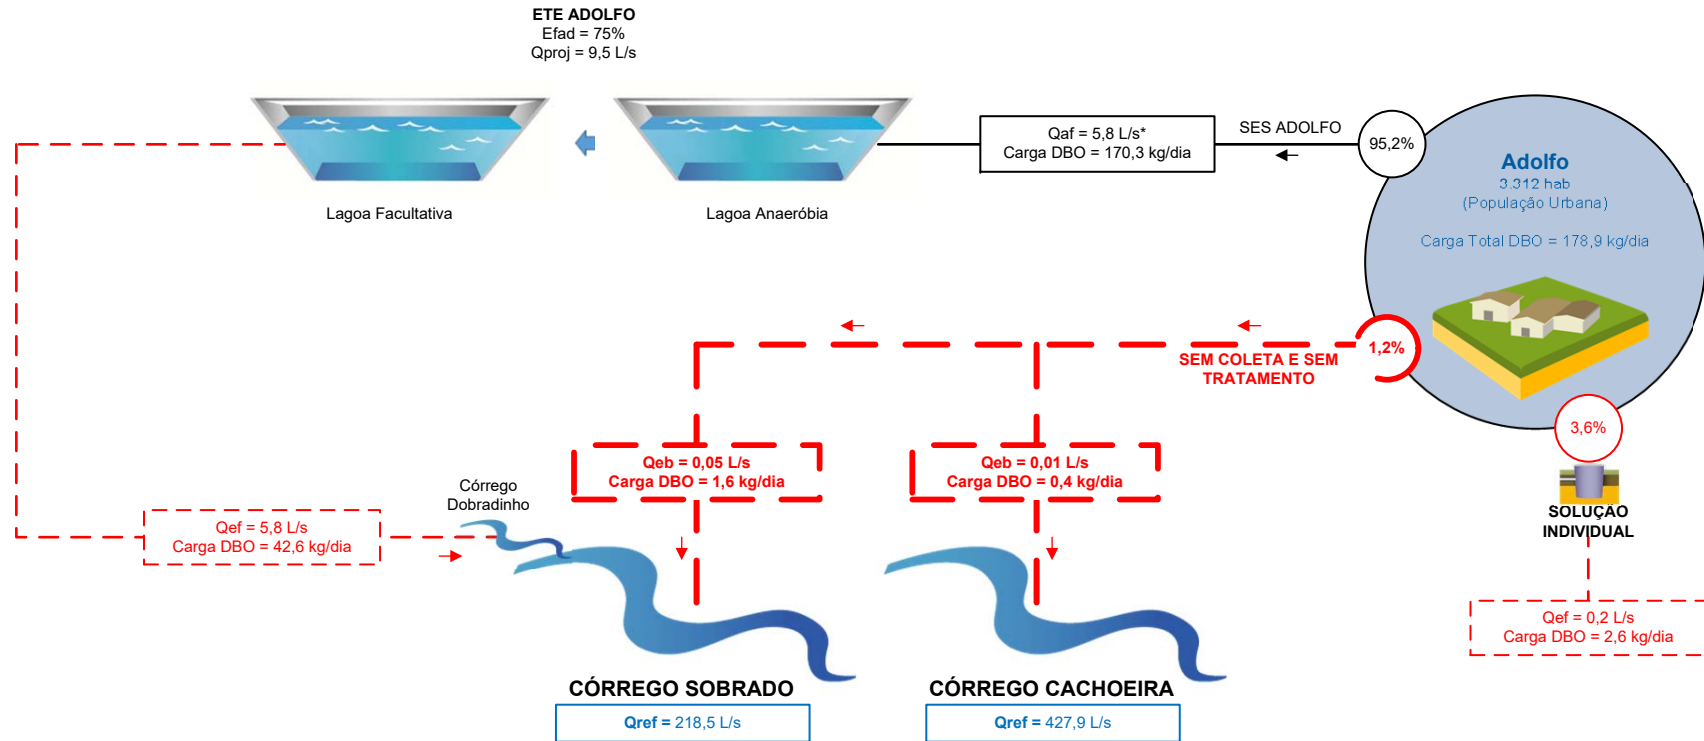 ETE ADOLFO
Efad = 75%
Qproj = 9,5 L/s
Lagoa Facultativa
Lagoa Anaeróbia
Qaf = 5,8 L/s*
Carga DBO = 170,3 kg/dia
SES ADOLFO
95,2%
Adolfo
3.312 hab
(População Urbana)
Carga Total DBO = 178,9 kg/dia
1,2%
SEM COLETA E SEM
TRATAMENTO
3,6%
SOLUÇÃO
INDIVIDUAL
Qef = 0,2 L/s
Carga DBO = 2,6 kg/dia
Qeb = 0,05 L/s
Carga DBO = 1,6 kg/dia
Qeb = 0,01 L/s
Carga DBO = 0,4 kg/dia
Córrego
Dobradinho
Qef = 5,8 L/s
Carga DBO = 42,6 kg/dia
CÓRREGO SOBRADO
Qref = 218,5 L/s
CÓRREGO CACHOEIRA
Qref = 427,9 L/s